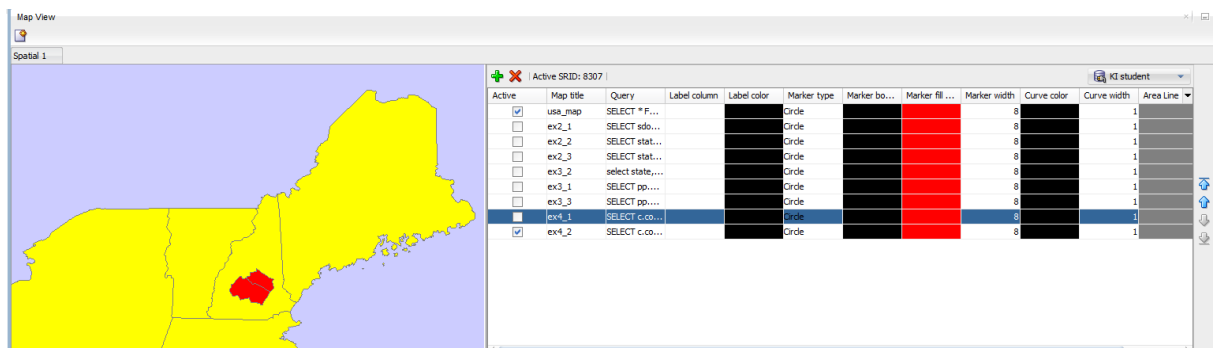 Map View
Spatial 1
Active SRID: 8307
KI student
Active Map title Query Label column Label color Marker type Marker bo... Marker fill ... Marker width Curve color Curve width Area Line
usa_map SELECT * F... Circle 8 1
ex2_1 SELECT sdo... Circle 8 1
ex2_2 SELECT stat... Circle 8 1
ex2_3 SELECT stat... Circle 8 1
ex3_2 select state,... Circle 8 1
ex3_1 SELECT pp.... Circle 8 1
ex3_3 SELECT pp.... Circle 8 1
ex4_1 SELECT c.co... Circle 8 1
ex4_2 SELECT c.co... Circle 8 1